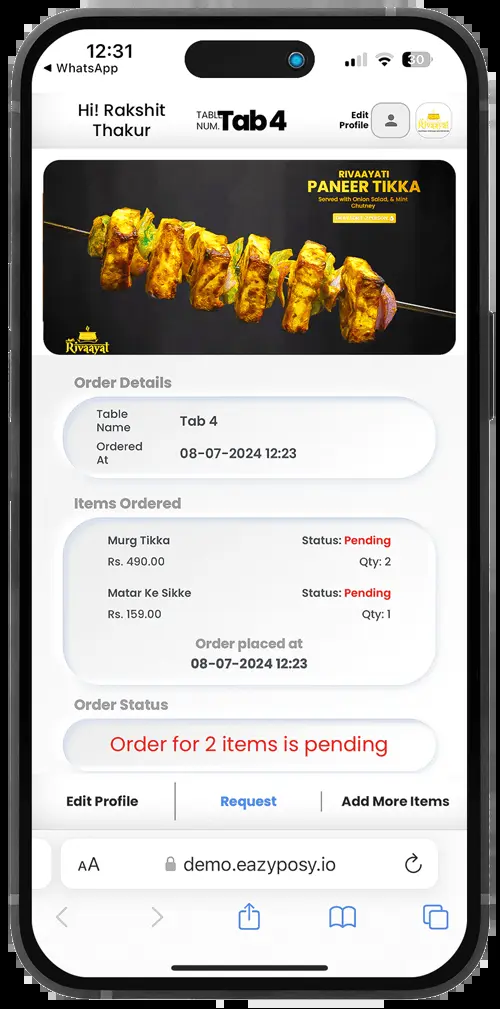 12:31
30
WhatsApp
Hi! Rakshit
Thakur
TABLE
NUM.
Tab 4
Edit
Profile
Rivaayat
RIVAAYATI
PANEER TIKKA
Served with Onion Salad, & Mint
Chutney
Rivaayat
Order Details
Table
Name
Tab 4
Ordered
At
08-07-2024 12:23
Items Ordered
Murg Tikka
Status: Pending
Rs. 490.00
Qty: 2
Matar Ke Sikke
Status: Pending
Rs. 159.00
Qty: 1
Order placed at
08-07-2024 12:23
Order Status
Order for 2 items is pending
Edit Profile
Request
Add More Items
AA
demo.eazyposy.io